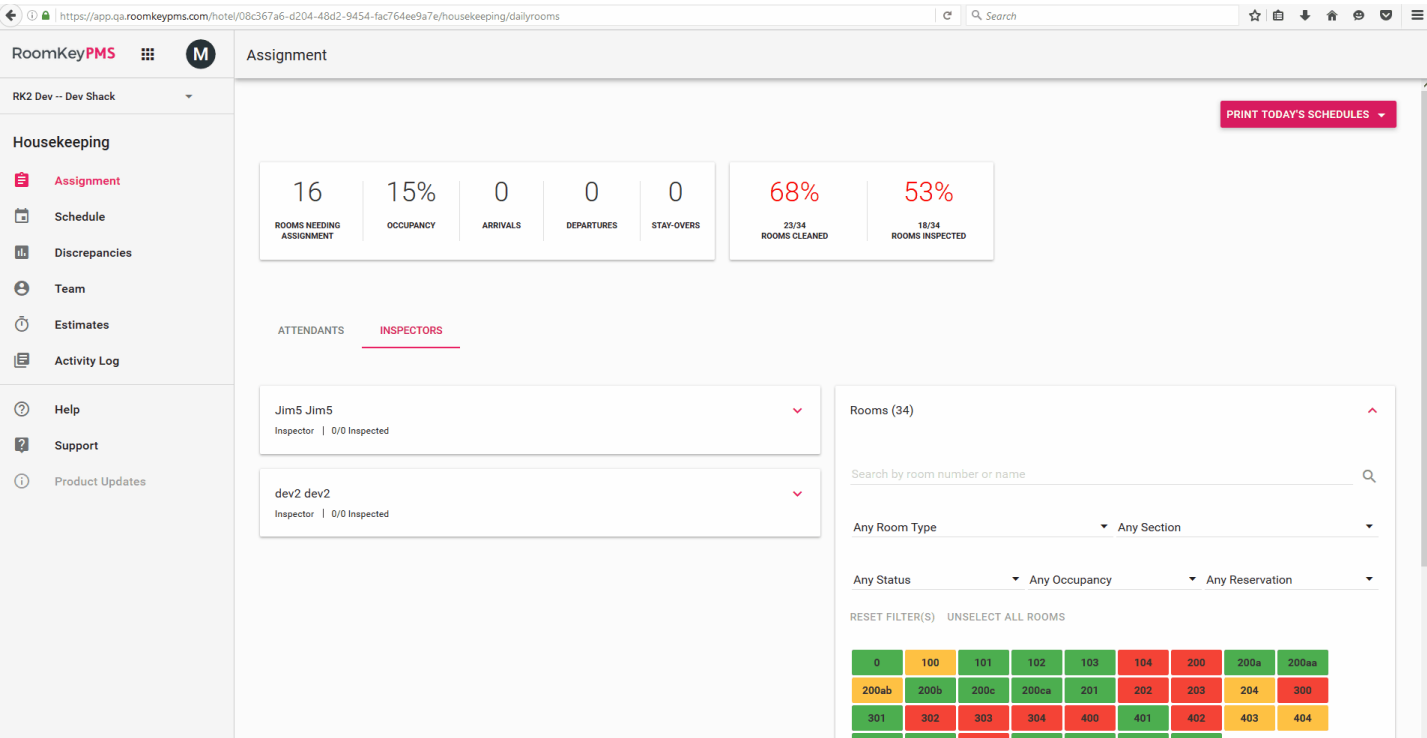 https://app.qa.roomkeypms.com/hotel/08c367a6-d204-48d2-9454-fac764ee9a7e/housekeeping/dailyrooms
Search
RoomKeyPMS
M
Assignment
RK2 Dev -- Dev Shack
PRINT TODAY'S SCHEDULES
Housekeeping
Assignment
Schedule
Discrepancies
Team
Estimates
Activity Log
Help
Support
Product Updates
16
ROOMS NEEDING
ASSIGNMENT
15%
OCCUPANCY
0
ARRIVALS
0
DEPARTURES
0
STAY-OVERS
68%
23/34
ROOMS CLEANED
53%
18/34
ROOMS INSPECTED
ATTENDANTS INSPECTORS
Jim5 Jim5
Inspector | 0/0 Inspected
dev2 dev2
Inspector | 0/0 Inspected
Rooms (34)
Search by room number or name
Any Room Type Any Section
Any Status Any Occupancy Any Reservation
RESET FILTER(S) UNSELECT ALL ROOMS
0 100 101 102 103 104 200 200a 200aa
200ab 200b 200c 200ca 201 202 203 204 300
301 302 303 304 400 401 402 403 404